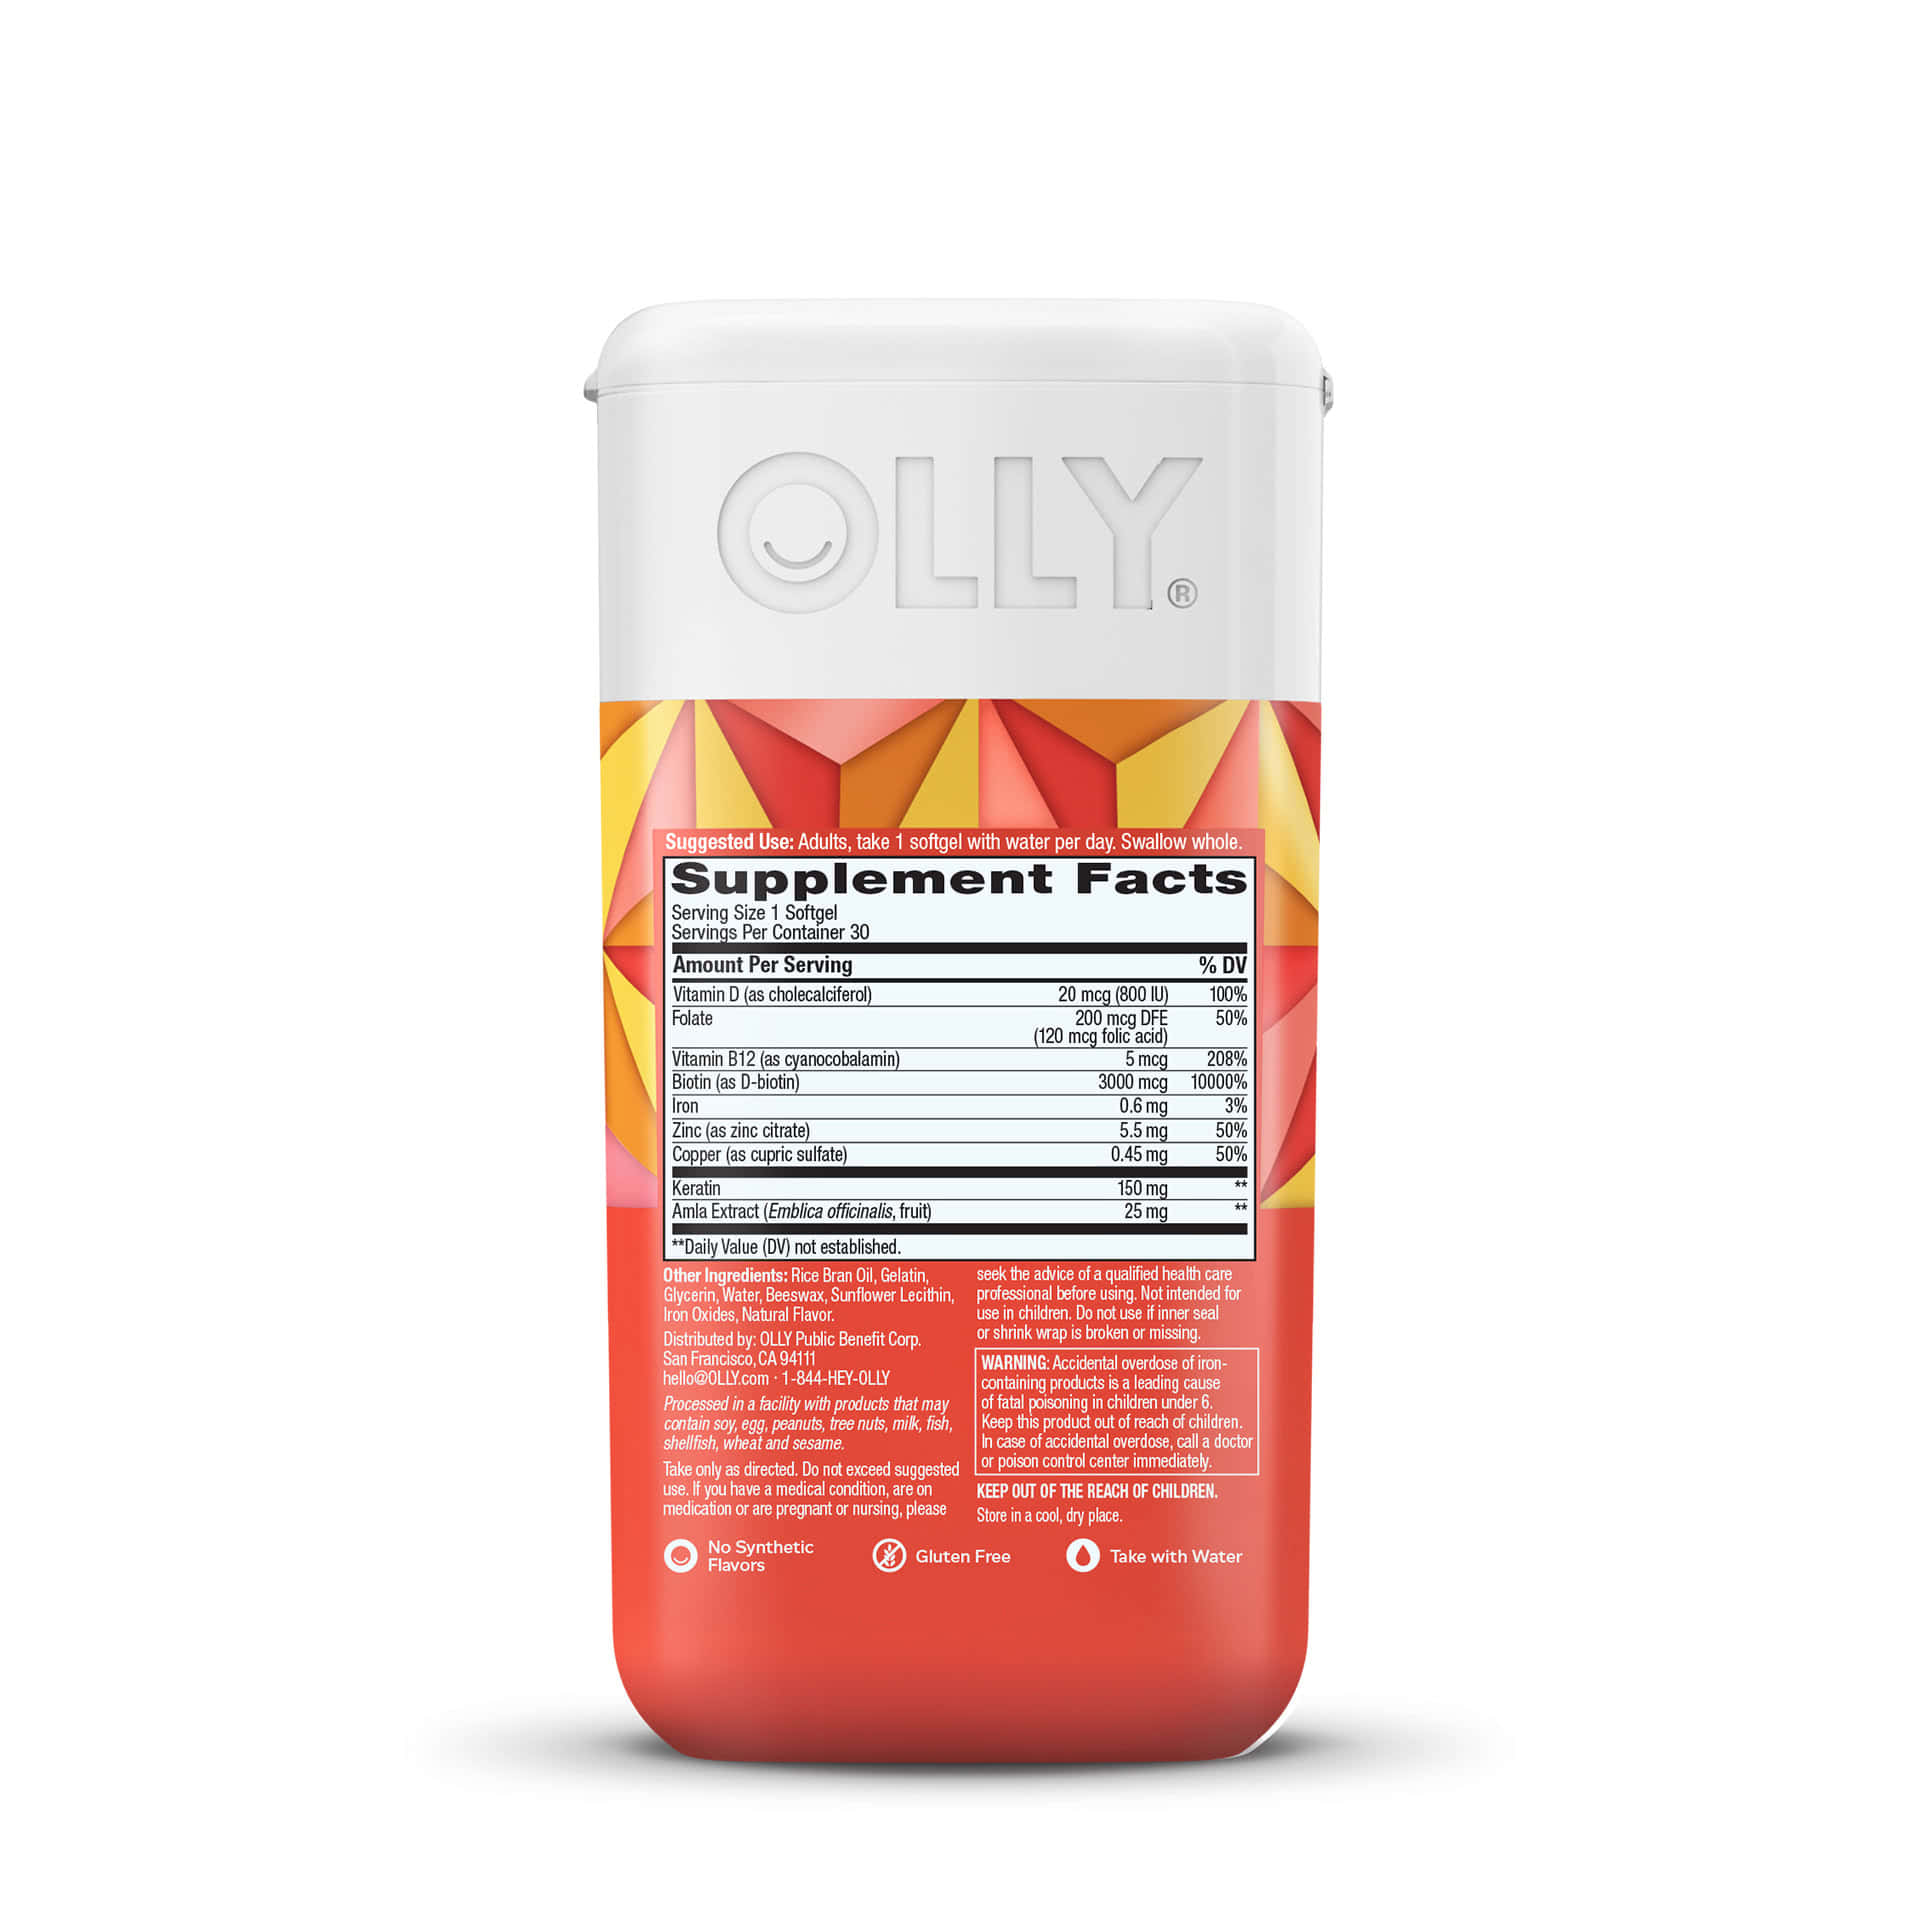 OLLY®
Suggested Use: Adults, take 1 softgel with water per day. Swallow whole.
Supplement Facts
Serving Size 1 Softgel
Servings Per Container 30
Amount Per Serving % DV
Vitamin D (as cholecalciferol) 20 mcg (800 IU) 100%
Folate 200 mcg DFE 50%
(120 mcg folic acid)
Vitamin B12 (as cyanocobalamin) 5 mcg 208%
Biotin (as D-biotin) 3000 mcg 10000%
Iron 0.6 mg 3%
Zinc (as zinc citrate) 5.5 mg 50%
Copper (as cupric sulfate) 0.45 mg 50%
Keratin 150 mg **
Amla Extract (Emblica officinalis, fruit) 25 mg **
**Daily Value (DV) not established.
Other Ingredients: Rice Bran Oil, Gelatin,
Glycerin, Water, Beeswax, Sunflower Lecithin,
Iron Oxides, Natural Flavor.
Distributed by: OLLY Public Benefit Corp.
San Francisco, CA 94111
hello@OLLY.com · 1-844-HEY-OLLY
Processed in a facility with products that may
contain soy, egg, peanuts, tree nuts, milk, fish,
shellfish, wheat and sesame.
Take only as directed. Do not exceed suggested
use. If you have a medical condition, are on
medication or are pregnant or nursing, please
seek the advice of a qualified health care
professional before using. Not intended for
use in children. Do not use if inner seal
or shrink wrap is broken or missing.
WARNING: Accidental overdose of iron-
containing products is a leading cause
of fatal poisoning in children under 6.
Keep this product out of reach of children.
In case of accidental overdose, call a doctor
or poison control center immediately.
KEEP OUT OF THE REACH OF CHILDREN.
Store in a cool, dry place.
No Synthetic
Flavors
Gluten Free
Take with Water